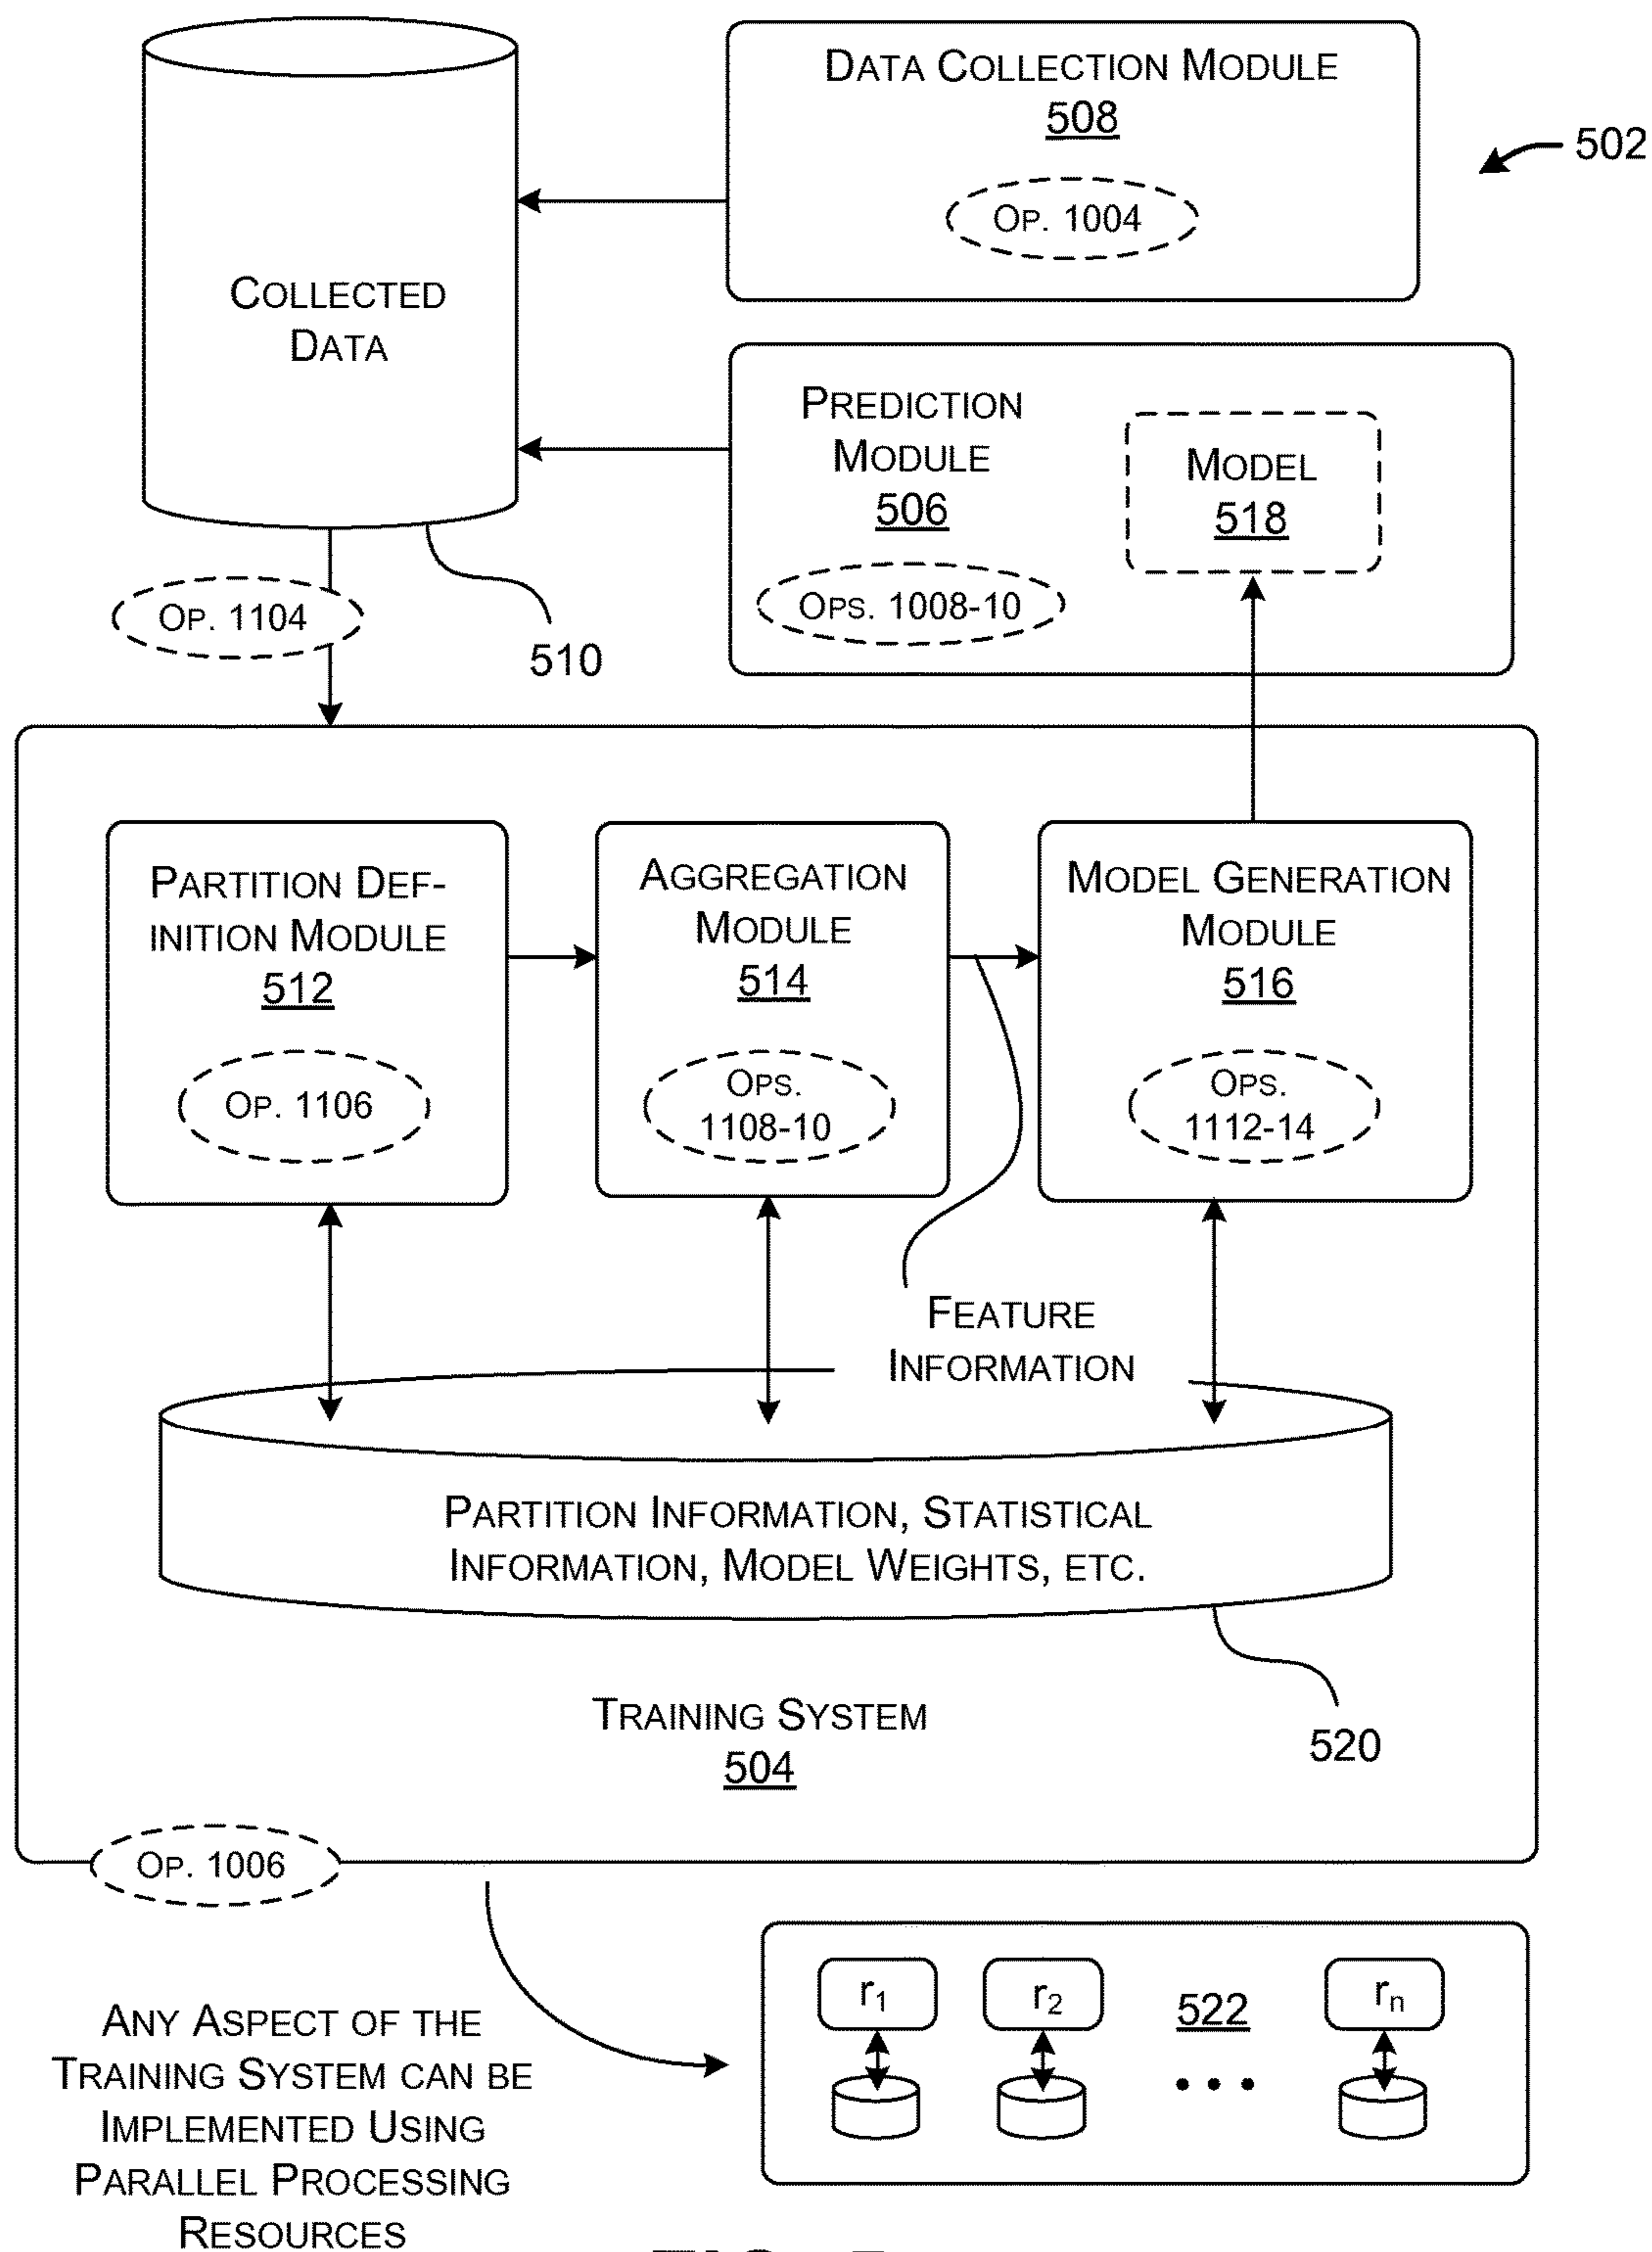 DATA COLLECTION MODULE
508
OP. 1004
502
COLLECTED
DATA
PREDICTION
MODULE
506
OPS. 1008-10
MODEL
518
OP. 1104
510
PARTITION DEF-
INITION MODULE
512
OP. 1106
AGGREGATION
MODULE
514
OPS.
1108-10
MODEL GENERATION
MODULE
516
OPS.
1112-14
FEATURE
INFORMATION
PARTITION INFORMATION, STATISTICAL
INFORMATION, MODEL WEIGHTS, ETC.
TRAINING SYSTEM
504
520
OP. 1006
ANY ASPECT OF THE
TRAINING SYSTEM CAN BE
IMPLEMENTED USING
PARALLEL PROCESSING
RESOURCES
r1
r2
522
rn